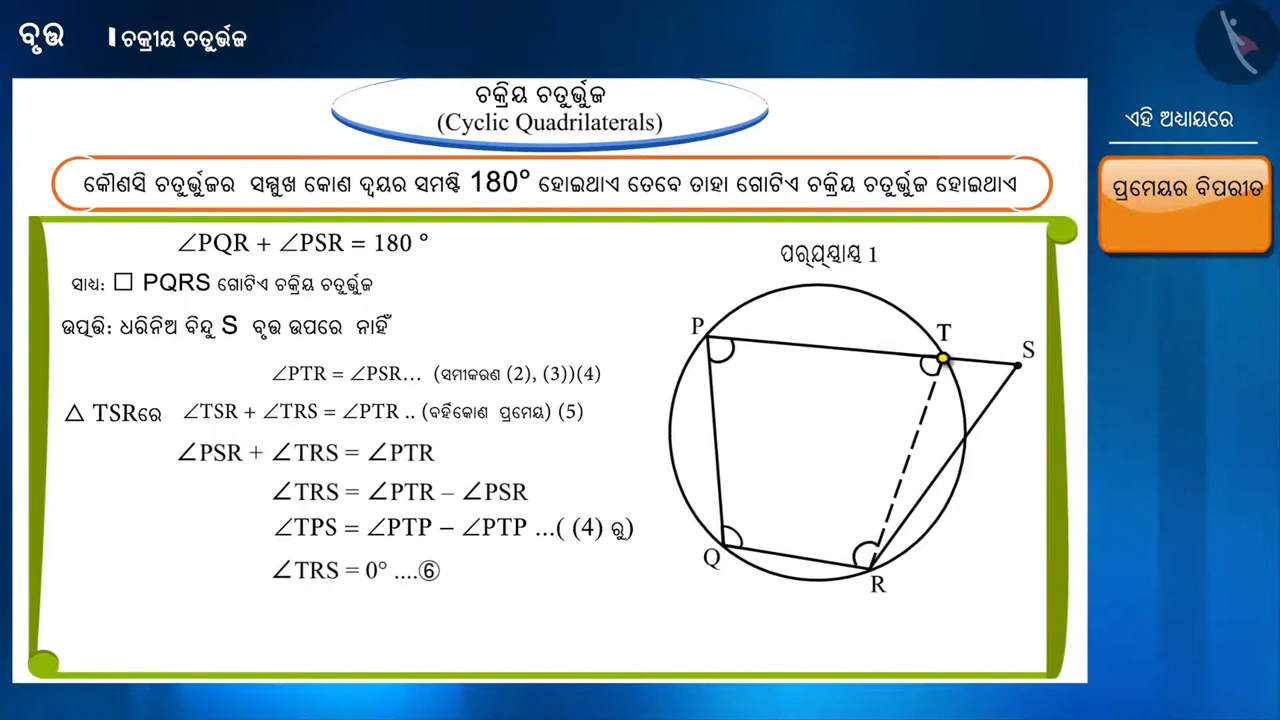 ବୃତ୍ତ
ଚକ୍ରୀୟ ଚତୁର୍ଭୁଜ
ଚକ୍ରିୟ ଚତୁର୍ଭୁଜ
(Cyclic Quadrilaterals)
ଏହି ଅଧ୍ୟାୟରେ
ପ୍ରମେୟର ବିପରୀତ
କୌଣସି ଚତୁର୍ଭୁଜର ସମ୍ମୁଖ କୋଣ ଦ୍ୱୟର ସମଷ୍ଟି 180° ହୋଇଥାଏ ତେବେ ତାହା ଗୋଟିଏ ଚକ୍ରିୟ ଚତୁର୍ଭୁଜ ହୋଇଥାଏ
∠PQR + ∠PSR = 180 °
ସାଧ୍ୟ: □ PQRS ଗୋଟିଏ ଚକ୍ରିୟ ଚତୁର୍ଭୁଜ
ଉତ୍ପତ୍ତି: ଧରିନିଅ ବିନ୍ଦୁ S ବୃତ୍ତ ଉପରେ ନାହିଁ
∠PTR = ∠PSR... (ସମୀକରଣ (2), (3))(4)
△ TSRରେ ∠TSR + ∠TRS = ∠PTR .. (ବର୍ହିକୋଣ ପ୍ରମେୟ) (5)
∠PSR + ∠TRS = ∠PTR
∠TRS = ∠PTR – ∠PSR
∠TPS = ∠PTP − ∠PTP ...( (4) ରୁ)
∠TRS = 0° ....⑥
1
P
T
S
Q
R